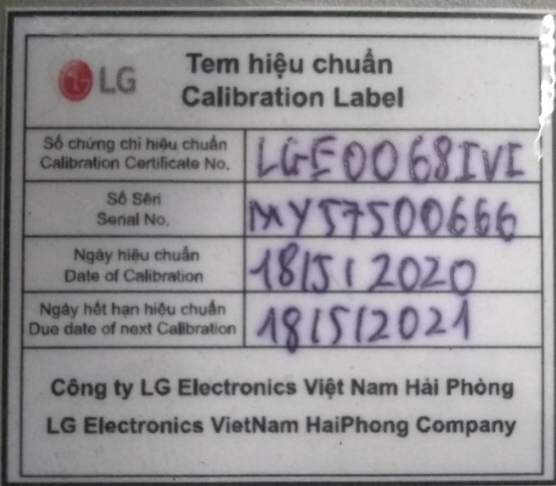 LG
Tem hiệu chuẩn
Calibration Label
Số chứng chỉ hiệu chuẩn
Calibration Certificate No.
LGE0068IVI
Số Sêri
Serial No.
MY57500666
Ngày hiệu chuẩn
Date of Calibration
18/5/2020
Ngày hết hạn hiệu chuẩn
Due date of next Calibration
18/5/2021
Công ty LG Electronics Việt Nam Hải Phòng
LG Electronics VietNam HaiPhong Company